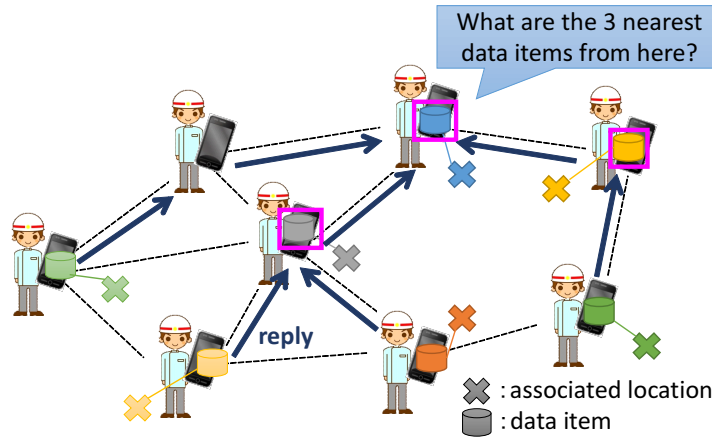 What are the 3 nearest
data items from here?
reply
: associated location
: data item